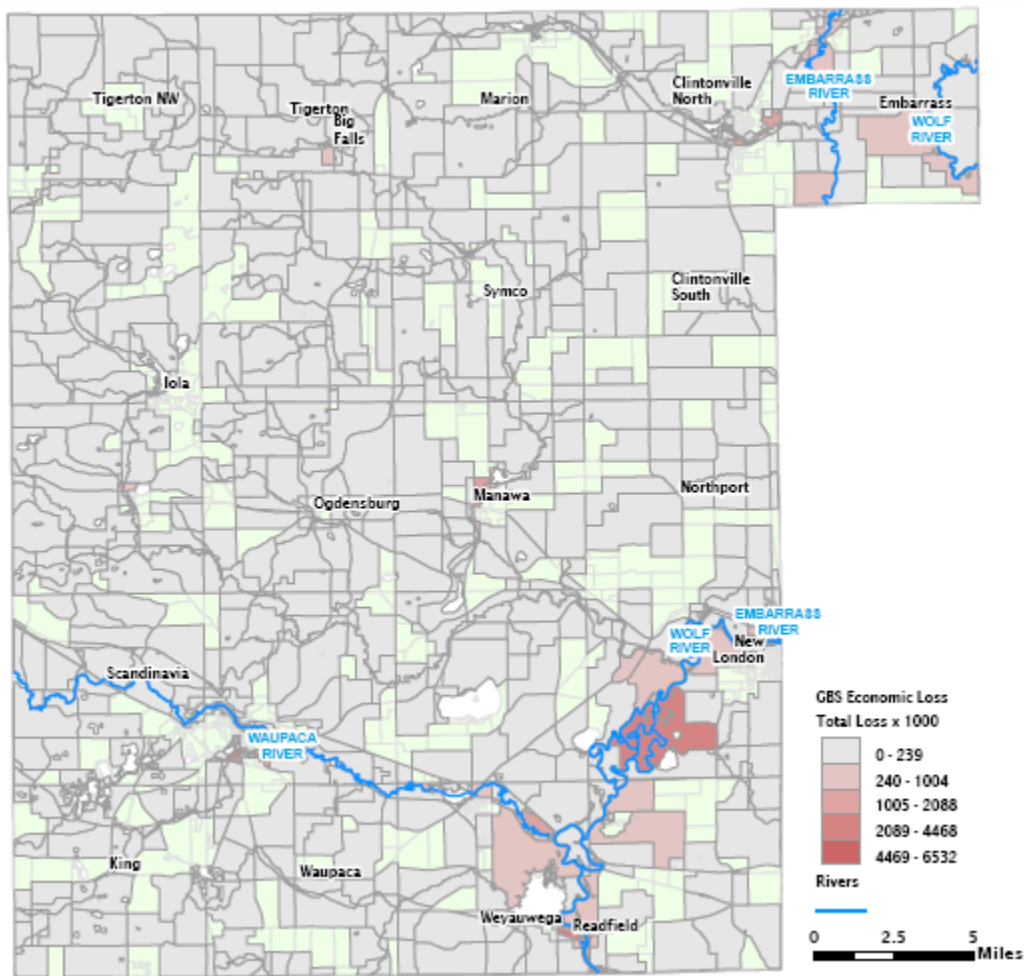 Tigerton NW
Tigerton
Big
Falls
Marion
Clintonville
North
EMBARRASS
RIVER
Embarrass
WOLF
RIVER
Symco
Clintonville
South
Iola
Ogdensburg
Manawa
Northport
EMBARRASS
RIVER
WOLF
RIVER
New
London
Scandinavia
WAUPACA
RIVER
King
Waupaca
Weyauwega
Readfield
GBS Economic Loss
Total Loss x 1000
0 - 239
240 - 1004
1005 - 2088
2089 - 4468
4469 - 6532
Rivers
0 2.5 5
Miles